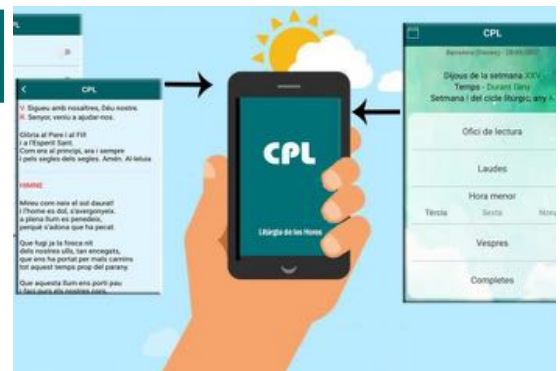 CPL
V. Sigueu amb nosaltres, Déu nostre.
R. Senyor, veniu a ajudar-nos.
Glòria al Pare i al Fill
i a l'Esperit Sant.
Com era al principi, ara i sempre
i pels segles dels segles. Amén. Al·leluia.
HIMNE
Mireu com neix el sol daurat!
i l'home es dol, s'avergonyeix.
a plena llum es penedeix,
perquè s'adona que ha pecat.
Que fugi ja la fosca nit
dels nostres ulls, tan encegats,
que ens ha portat per mals camins
tot aquest temps prop del parany.
Que aquesta llum ens porti pau
i faci purs els nostres cors,
CPL
Litúrgia de les Hores
CPL
Dijous de la setmana XXV
Temps - Durant l'any
Setmana I del cicle litúrgic, any
Ofici de lectura
Laudes
Hora menor
Tèrcia Sexta
Vespres
Completes